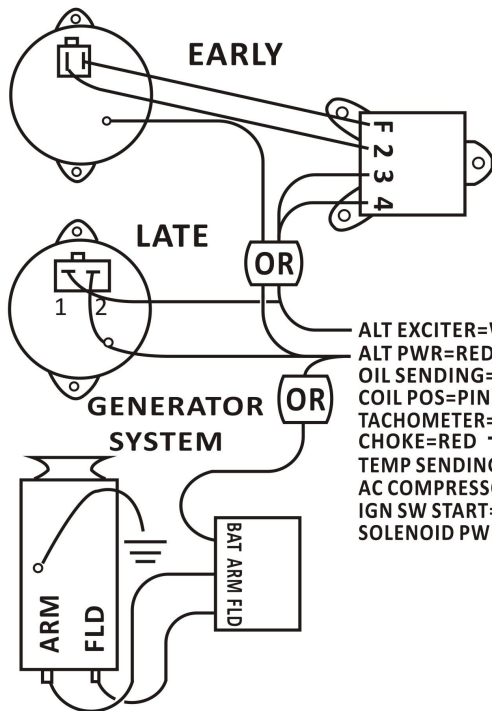 EARLY
F
2
3
4
LATE
OR
1 2
ALT EXCITER=
ALT PWR=RED
OIL SENDING=
COIL POS=PIN
TACHOMETER=
CHOKE=RED
TEMP SENDING
AC COMPRESS
IGN SW START=
SOLENOID PW
GENERATOR
SYSTEM
OR
BAT ARM FLD
ARM
FLD